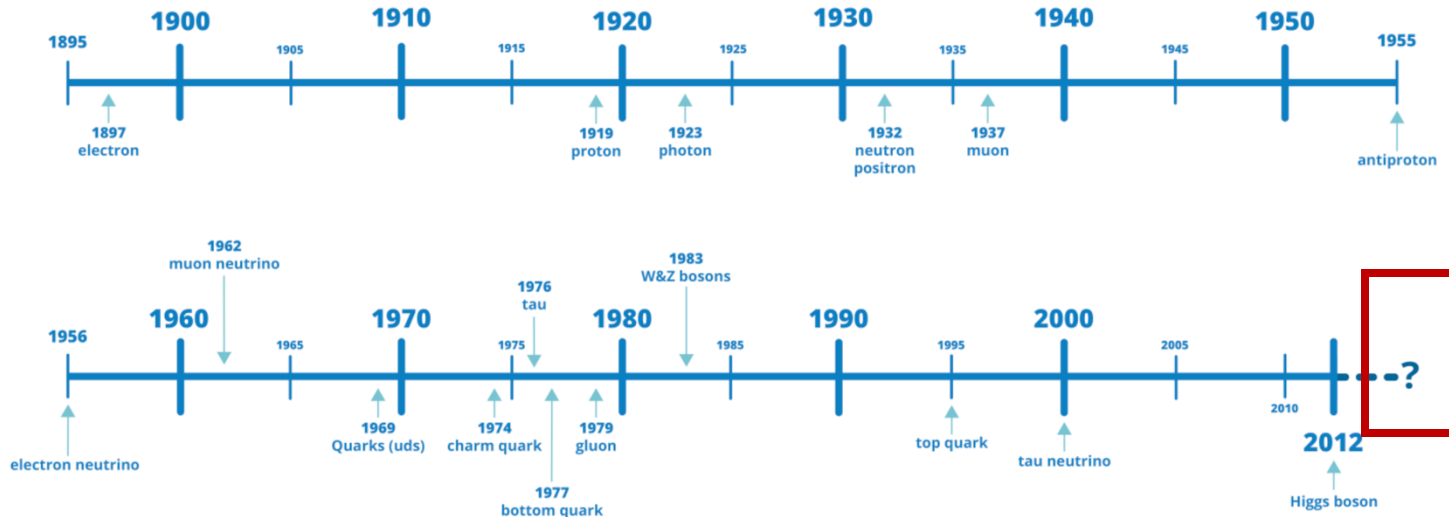 1895
1900
1905
1910
1915
1920
1925
1930
1935
1940
1945
1950
1955
1897
electron
1919
proton
1923
photon
1932
neutron
positron
1937
muon
antiproton
1962
muon neutrino
1976
tau
1983
W&Z bosons
1956
1960
1965
1970
1975
1980
1985
1990
1995
2000
2005
2010
2012
?
electron neutrino
1969
Quarks (uds)
1974
charm quark
1977
bottom quark
1979
gluon
top quark
tau neutrino
Higgs boson